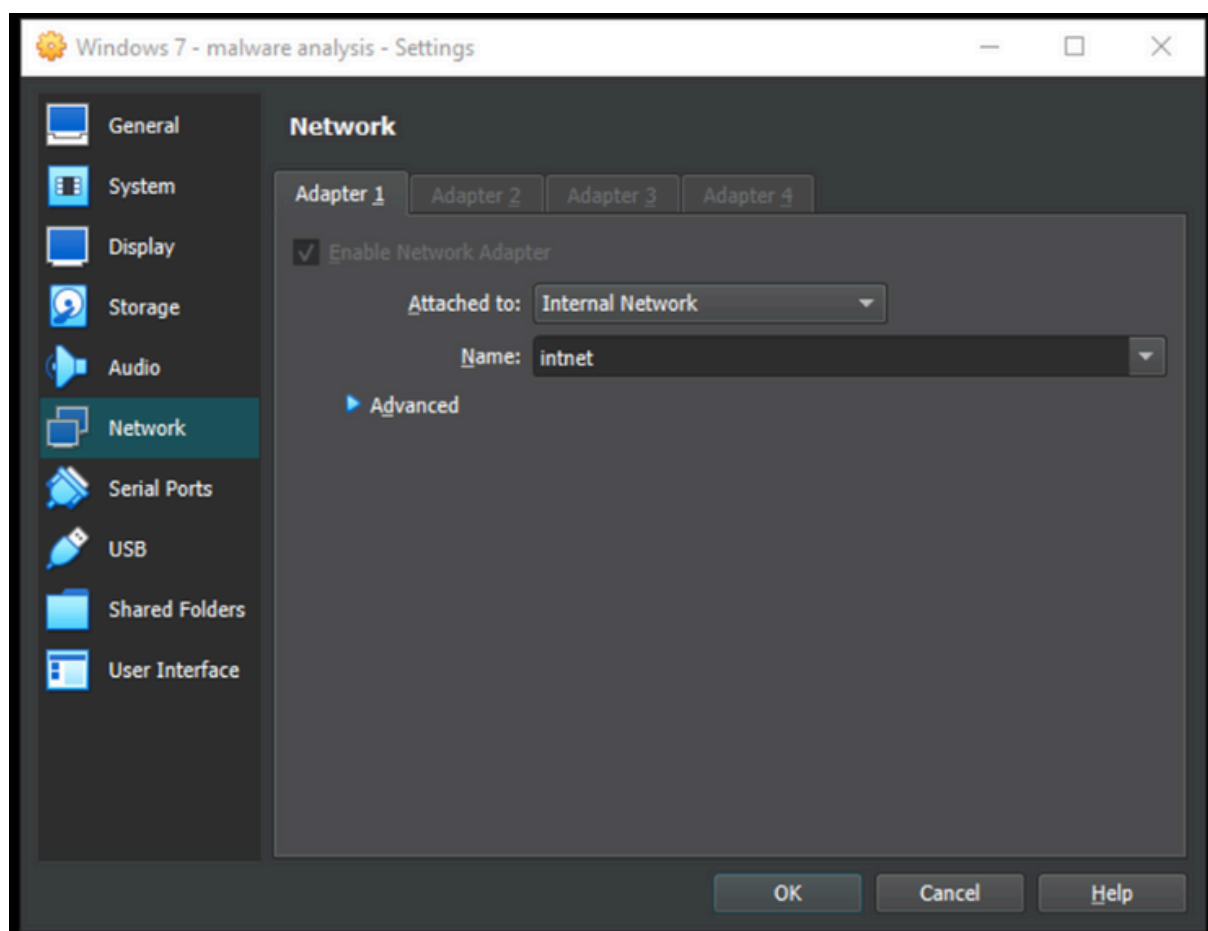 Windows 7 - malware analysis - Settings
General
System
Display
Storage
Audio
Network
Serial Ports
USB
Shared Folders
User Interface
Network
Adapter 1 Adapter 2 Adapter 3 Adapter 4
Enable Network Adapter
Attached to: Internal Network
Name: intnet
Advanced
OK Cancel Help